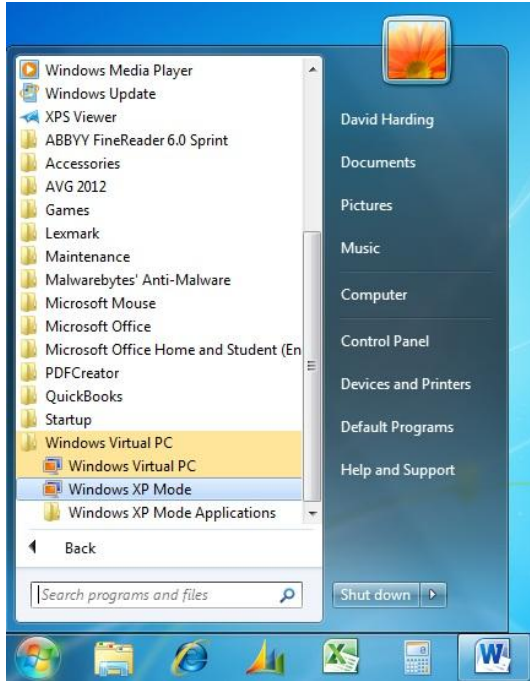 Windows Media Player
Windows Update
XPS Viewer
ABBYY FineReader 6.0 Sprint
Accessories
AVG 2012
Games
Lexmark
Maintenance
Malwarebytes' Anti-Malware
Microsoft Mouse
Microsoft Office
Microsoft Office Home and Student (En
PDFCreator
QuickBooks
Startup
Windows Virtual PC
Windows Virtual PC
Windows XP Mode
Windows XP Mode Applications
Back
Search programs and files
David Harding
Documents
Pictures
Music
Computer
Control Panel
Devices and Printers
Default Programs
Help and Support
Shut down